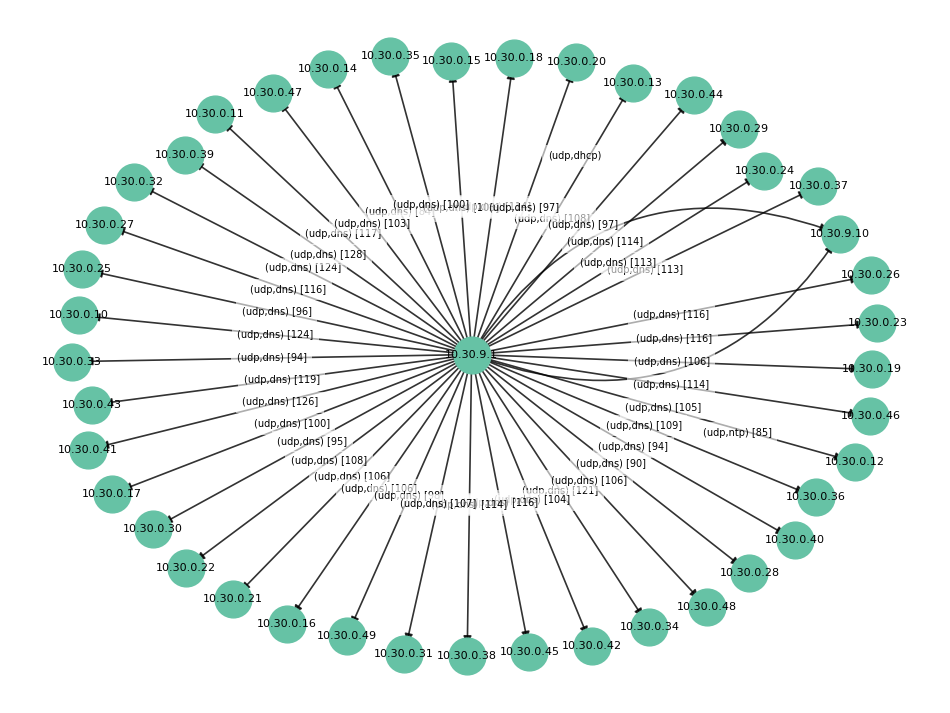 10.30.0.35
10.30.0.15
10.30.0.18
10.30.0.20
10.30.0.14
10.30.0.13
10.30.0.47
10.30.0.44
10.30.0.11
10.30.0.29
10.30.0.39
(udp,dhcp)
10.30.0.24
10.30.0.32
10.30.0.37
(udp,dns) [100]
(udp,dns) [97]
(udp,dns) [108]
10.30.0.27
(udp,dns) [103]
(udp,dns) [97]
(udp,dns) [117]
10.30.9.10
(udp,dns) [114]
(udp,dns) [128]
(udp,dns) [113]
10.30.0.25
(udp,dns) [124]
(udp,dns) [113]
10.30.0.26
(udp,dns) [116]
(udp,dns) [96]
(udp,dns) [116]
10.30.0.10
10.30.0.23
(udp,dns) [124]
(udp,dns) [116]
10.30.9.1
(udp,dns) [94]
(udp,dns) [106]
10.30.0.33
10.30.0.19
(udp,dns) [119]
(udp,dns) [114]
10.30.0.43
(udp,dns) [126]
(udp,dns) [105]
10.30.0.46
(udp,dns) [100]
(udp,dns) [109]
(udp,ntp) [85]
(udp,dns) [95]
(udp,dns) [94]
10.30.0.41
(udp,dns) [108]
(udp,dns) [90]
10.30.0.12
(udp,dns) [106]
(udp,dns) [106]
(udp,dns) [106]
(udp,dns) [121]
10.30.0.17
10.30.0.36
(udp,dns) [98]
(udp,dns) [107]
[114]
[116]
[104]
10.30.0.30
10.30.0.40
10.30.0.22
10.30.0.28
10.30.0.21
10.30.0.48
10.30.0.16
10.30.0.34
10.30.0.49
10.30.0.42
10.30.0.31
10.30.0.38
10.30.0.45